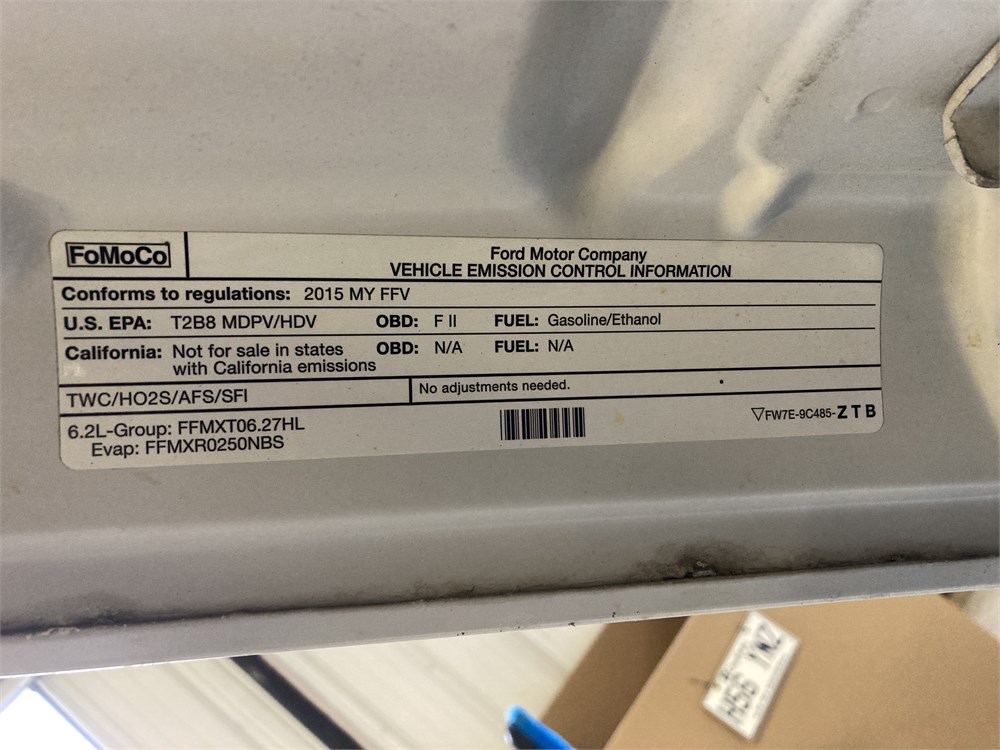 FoMoCo
Ford Motor Company
VEHICLE EMISSION CONTROL INFORMATION
Conforms to regulations: 2015 MY FFV
U.S. EPA: T2B8 MDPV/HDV OBD: F II FUEL: Gasoline/Ethanol
California: Not for sale in states OBD: N/A FUEL: N/A
with California emissions
TWC/HO2S/AFS/SFI
No adjustments needed.
6.2L-Group: FFMXT06.27HL
Evap: FFMXR0250NBS
▽FW7E-9C485-ZTB